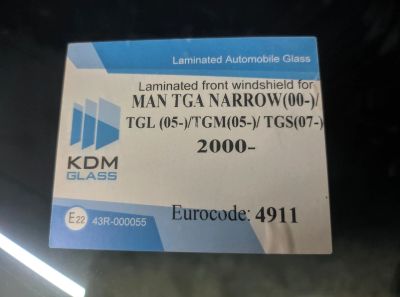 Laminated Automobile Glass
Laminated front windshield for
MAN TGA NARROW(00-)/
TGL (05-)/TGM(05-)/ TGS(07-)
2000-
KDM
GLASS
E22 43R-000055
Eurocode: 4911